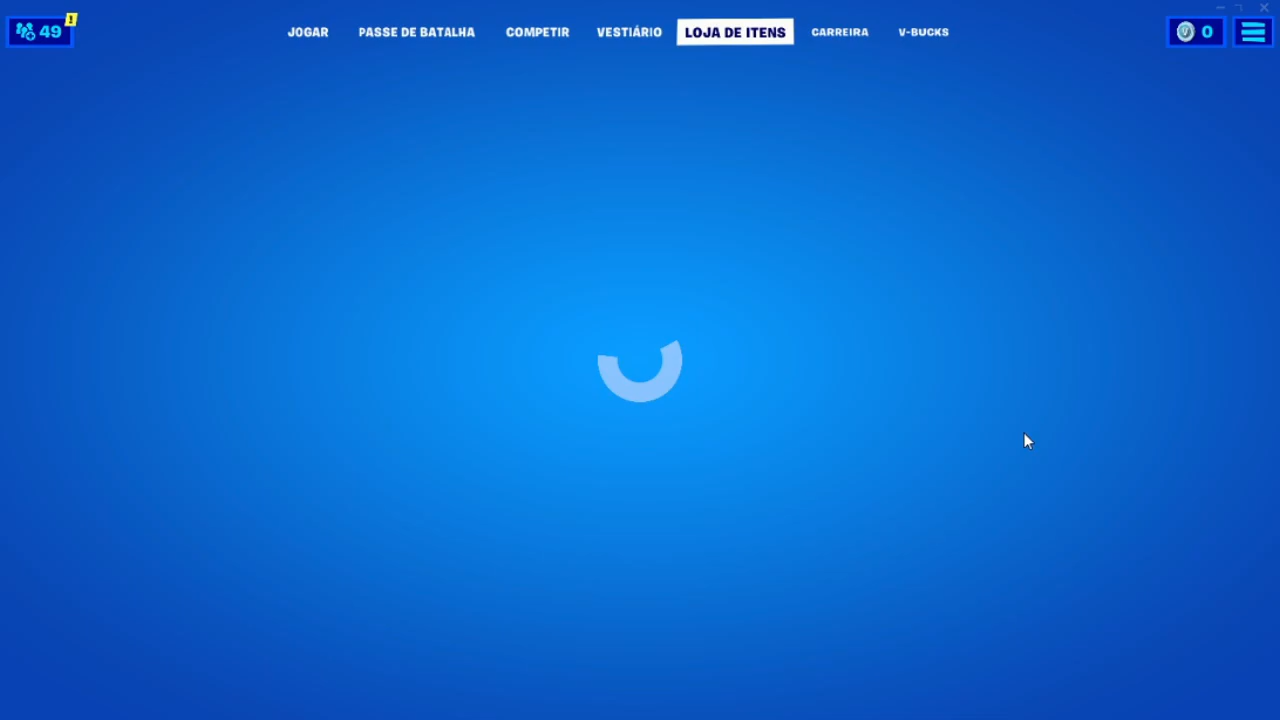 49
!
JOGAR
PASSE DE BATALHA
COMPETIR
VESTIÁRIO
LOJA DE ITENS
CARREIRA
V-BUCKS
V
0